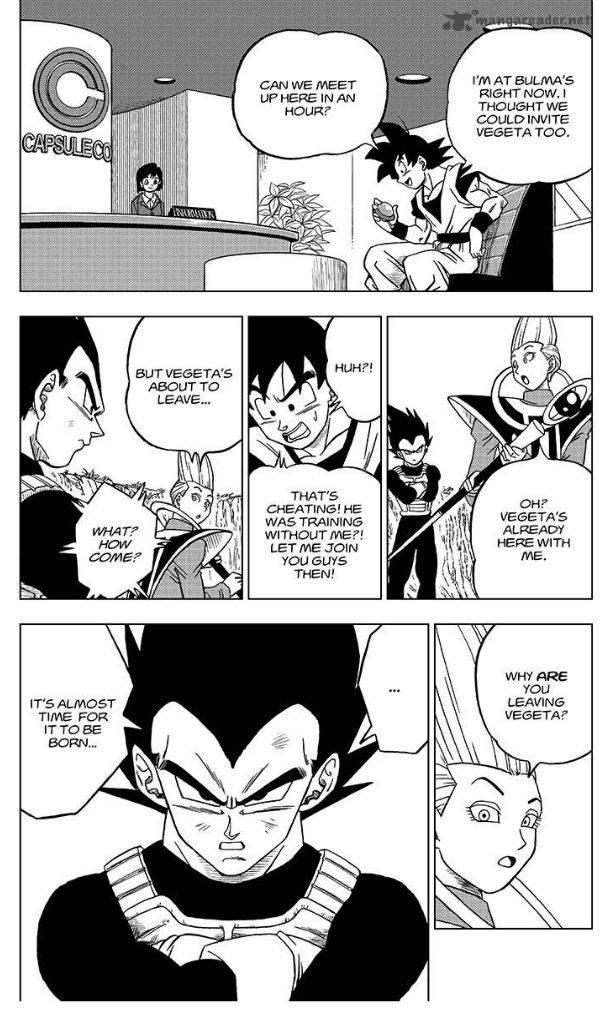 mangareader.net
I'M AT BULMA'S
RIGHT NOW. I
THOUGHT WE
COULD INVITE
VEGETA TOO.
CAN WE MEET
UP HERE IN AN
HOUR?
CAPSULE CO
INFORMATION
OH?
VEGETA'S
ALREADY
HERE WITH
ME.
HUH?!
THAT'S
CHEATING! HE
WAS TRAINING
WITHOUT ME?!
LET ME JOIN
YOU GUYS
THEN!
BUT VEGETA'S
ABOUT TO
LEAVE...
WHAT?
HOW
COME?
WHY ARE
YOU
LEAVING
VEGETA?
...
IT'S ALMOST
TIME FOR
IT TO BE
BORN...